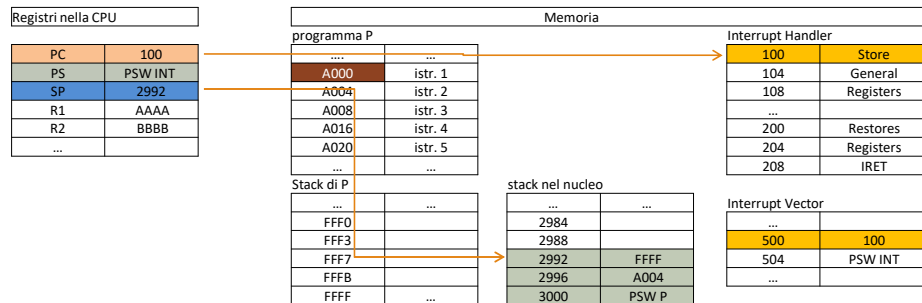 Registri nella CPU Memoria
programma P Interrupt Handler
PC 100 .... ... 100 Store
PS PSW INT A000 istr. 1 104 General
SP 2992 A004 istr. 2 108 Registers
R1 AAAA A008 istr. 3 ...
R2 BBBB A016 istr. 4 200 Restores
... A020 istr. 5 204 Registers
... ... 208 IRET
Stack di P stack nel nucleo
... ... ... ... Interrupt Vector
FFF0 2984 ...
FFF3 2988 500 100
FFF7 2992 FFFF 504 PSW INT
FFFB 2996 A004 ...
FFFF ... 3000 PSW P